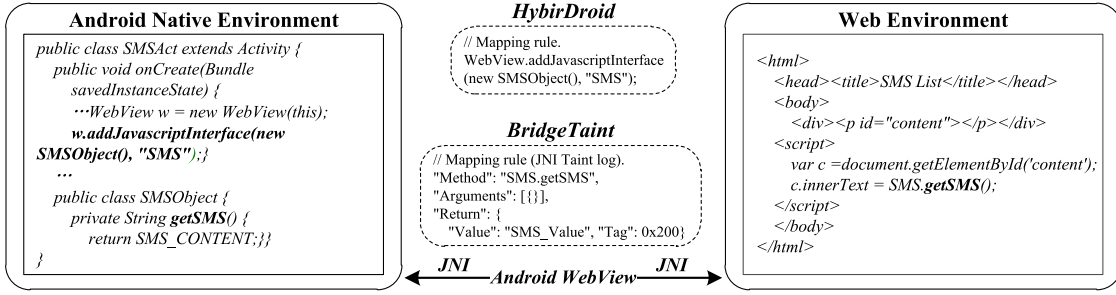 Android Native Environment
public class SMSAct extends Activity {
public void onCreate(Bundle
savedInstanceState) {
⋯WebView w = new WebView(this);
w.addJavascriptInterface(new
SMSObject(), "SMS");}
⋯
public class SMSObject {
private String getSMS() {
return SMS_CONTENT;}}
}
HybirDroid
// Mapping rule.
WebView.addJavascriptInterface
(new SMSObject(), "SMS");
BridgeTaint
// Mapping rule (JNI Taint log).
"Method": "SMS.getSMS",
"Arguments": [{}],
"Return": {
"Value": "SMS_Value", "Tag": 0x200}
JNI
Android WebView
JNI
Web Environment
<html>
<head><title>SMS List</title></head>
<body>
<div><p id="content"></p></div>
<script>
var c =document.getElementById('content');
c.innerText = SMS.getSMS();
</script>
</body>
</html>